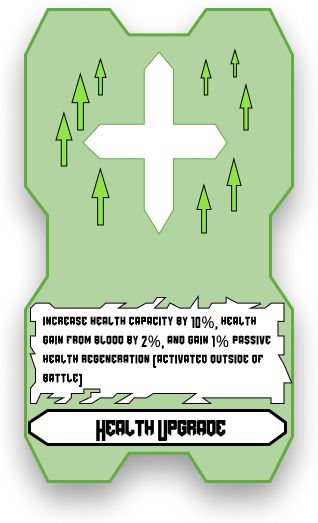 Increase health capacity by 10%, health
gain from blood by 2%, and gain 1% passive
health regeneration [activated outside of
battle]
Health Upgrade